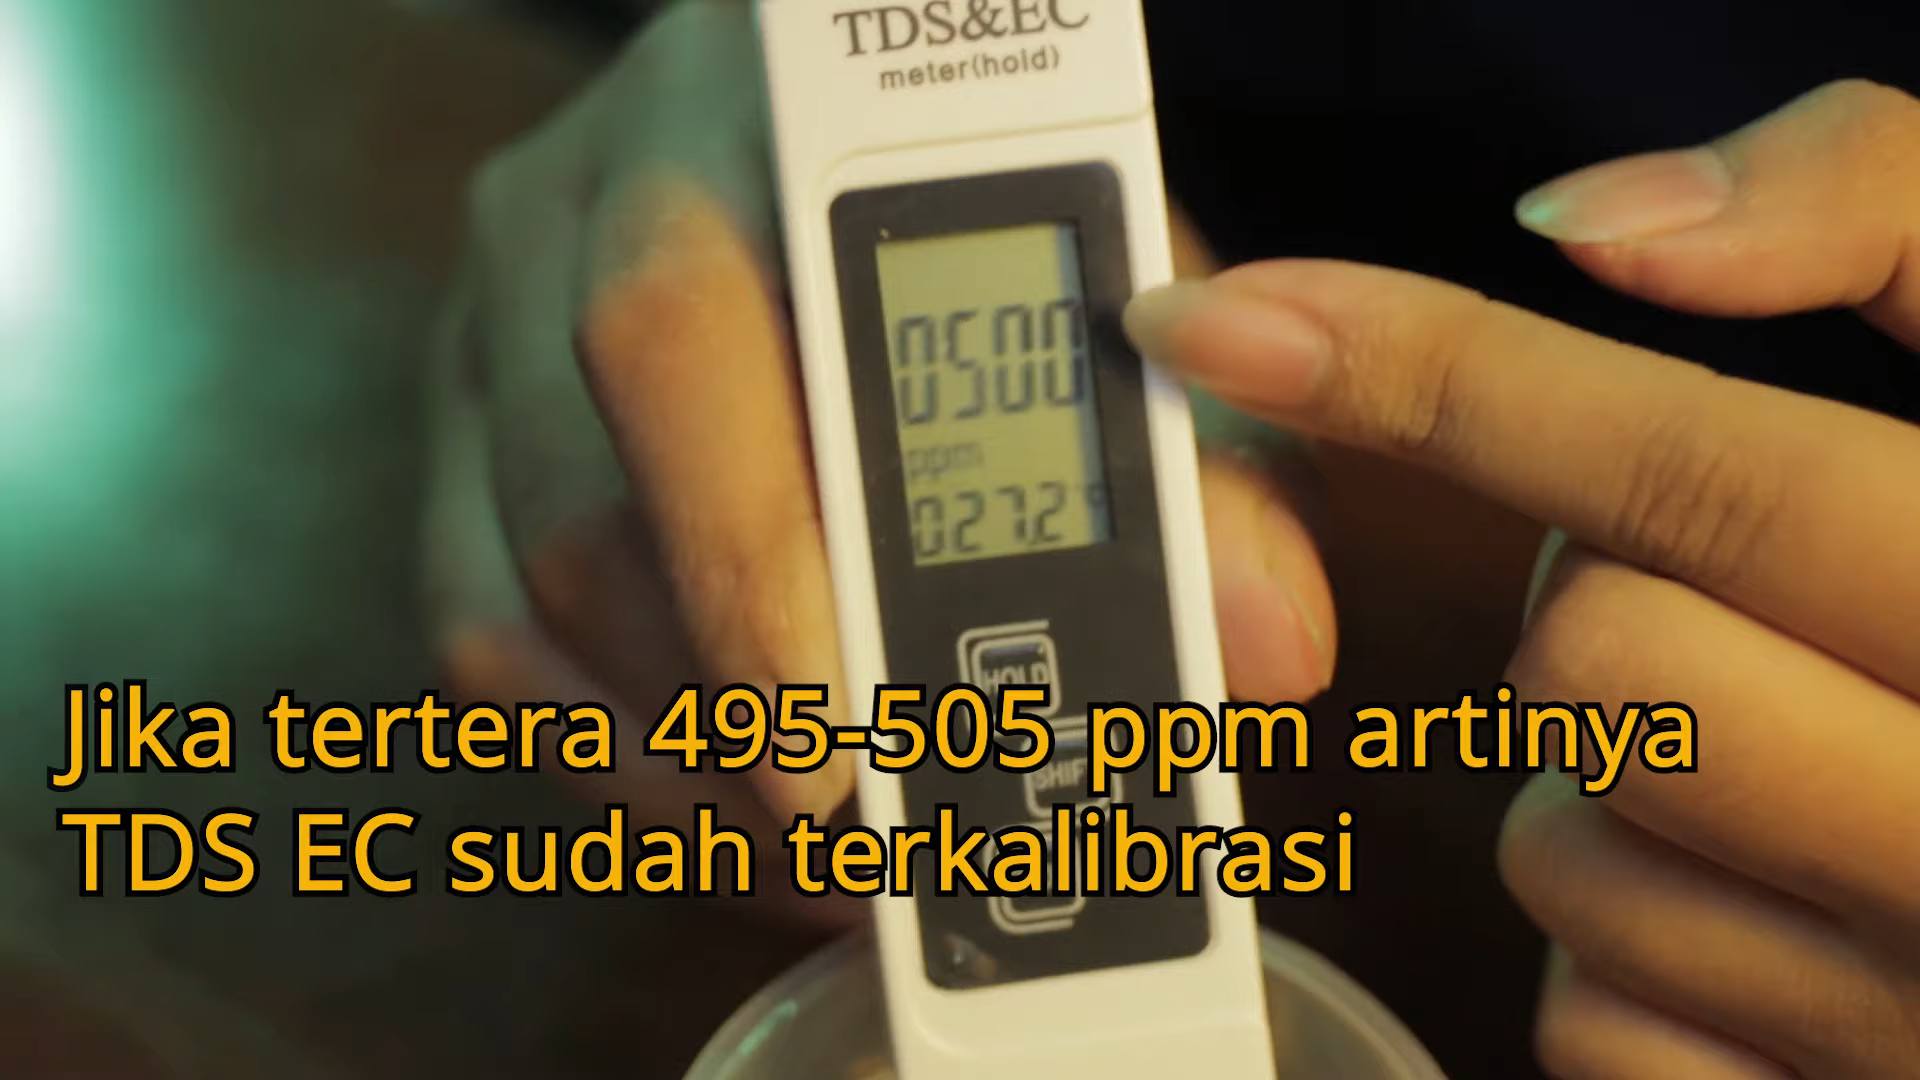 TDS&EC
meter(hold)
0500
ppm
027.2°
HOLD
SHIFT
Jika tertera 495-505 ppm artinya
TDS EC sudah terkalibrasi